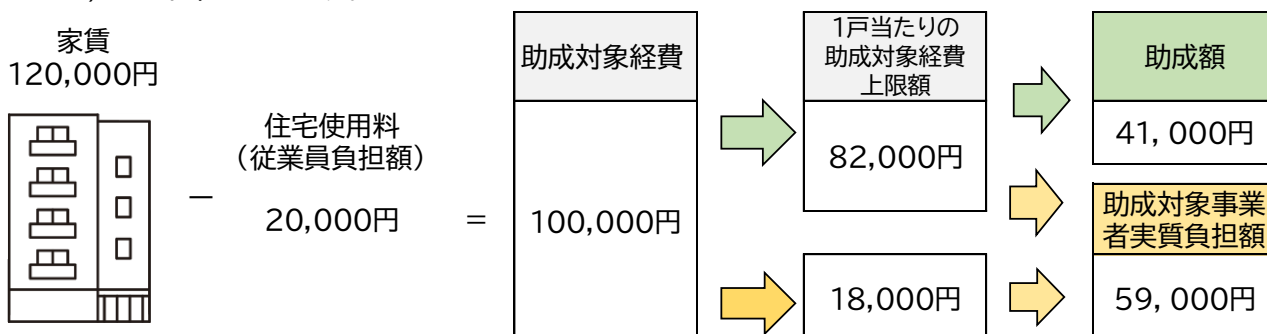 家賃
120,000円
－
住宅使用料
（従業員負担額）
20,000円
＝
助成対象経費
100,000円
1戸当たりの
助成対象経費
上限額
82,000円
18,000円
助成額
41，000円
助成対象事業
者実質負担額
59，000円